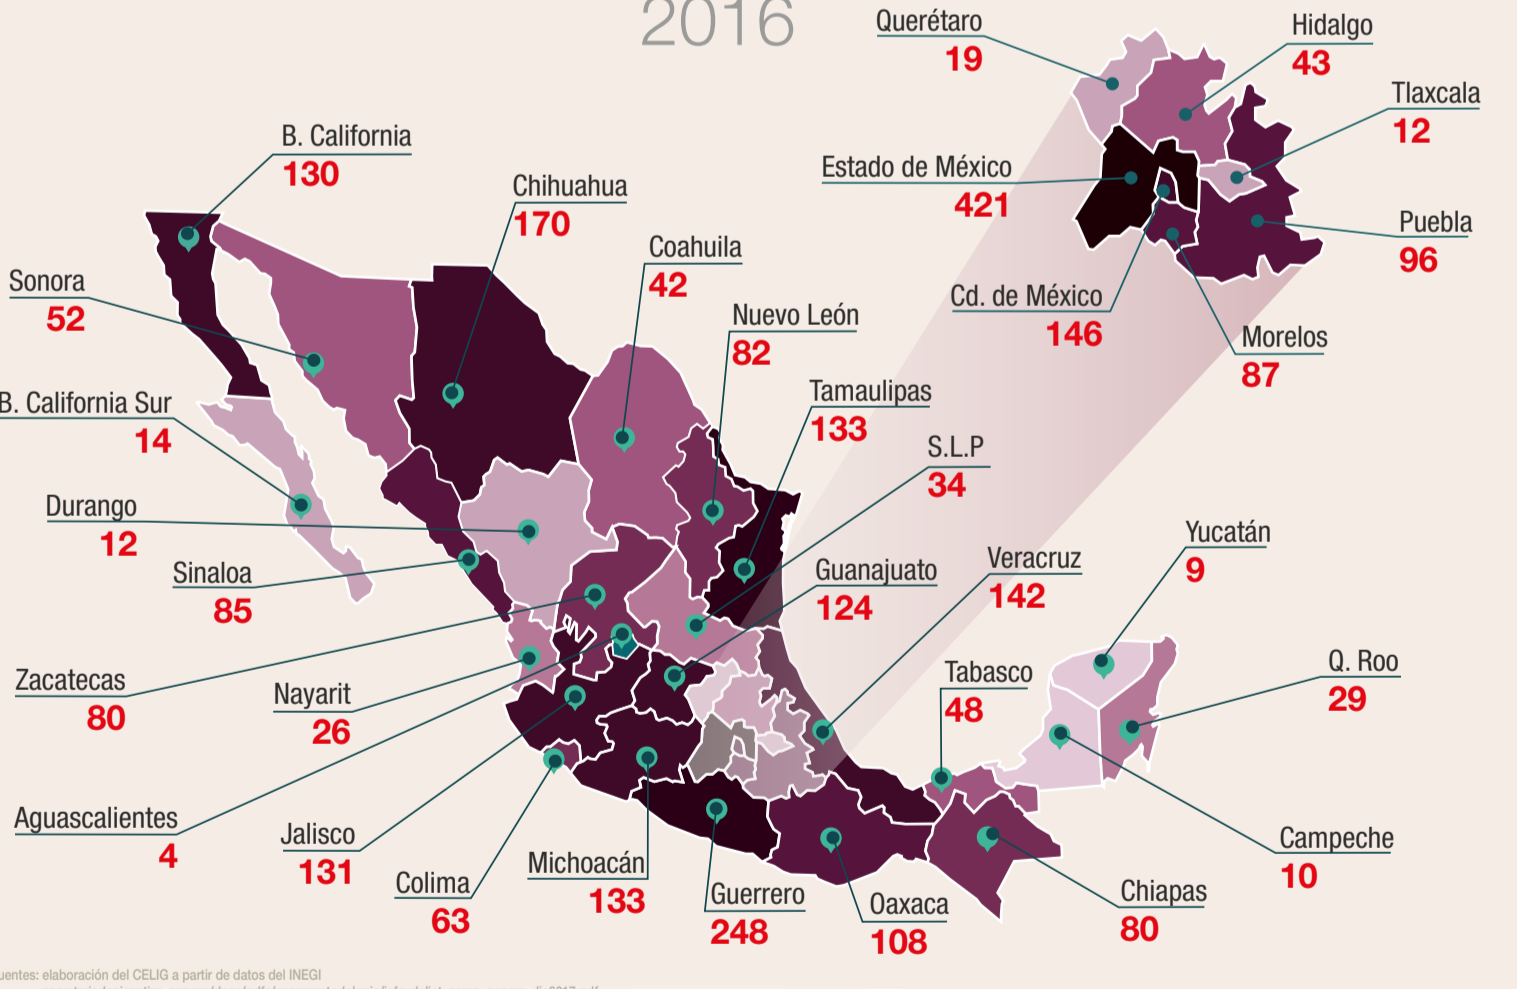 2016
Querétaro
19
Hidalgo
43
Tlaxcala
12
B. California
130
Estado de México
421
Chihuahua
170
Puebla
96
Coahuila
42
Sonora
52
Cd. de México
146
Nuevo León
82
Morelos
87
B. California Sur
14
Tamaulipas
133
S.L.P
34
Durango
12
Yucatán
9
Sinaloa
85
Guanajuato
124
Veracruz
142
Zacatecas
80
Nayarit
26
Tabasco
48
Q. Roo
29
Aguascalientes
4
Jalisco
131
Colima
63
Michoacán
133
Guerrero
248
Oaxaca
108
Chiapas
80
Campeche
10
uentes: elaboración del CELIG a partir de datos del INEGI